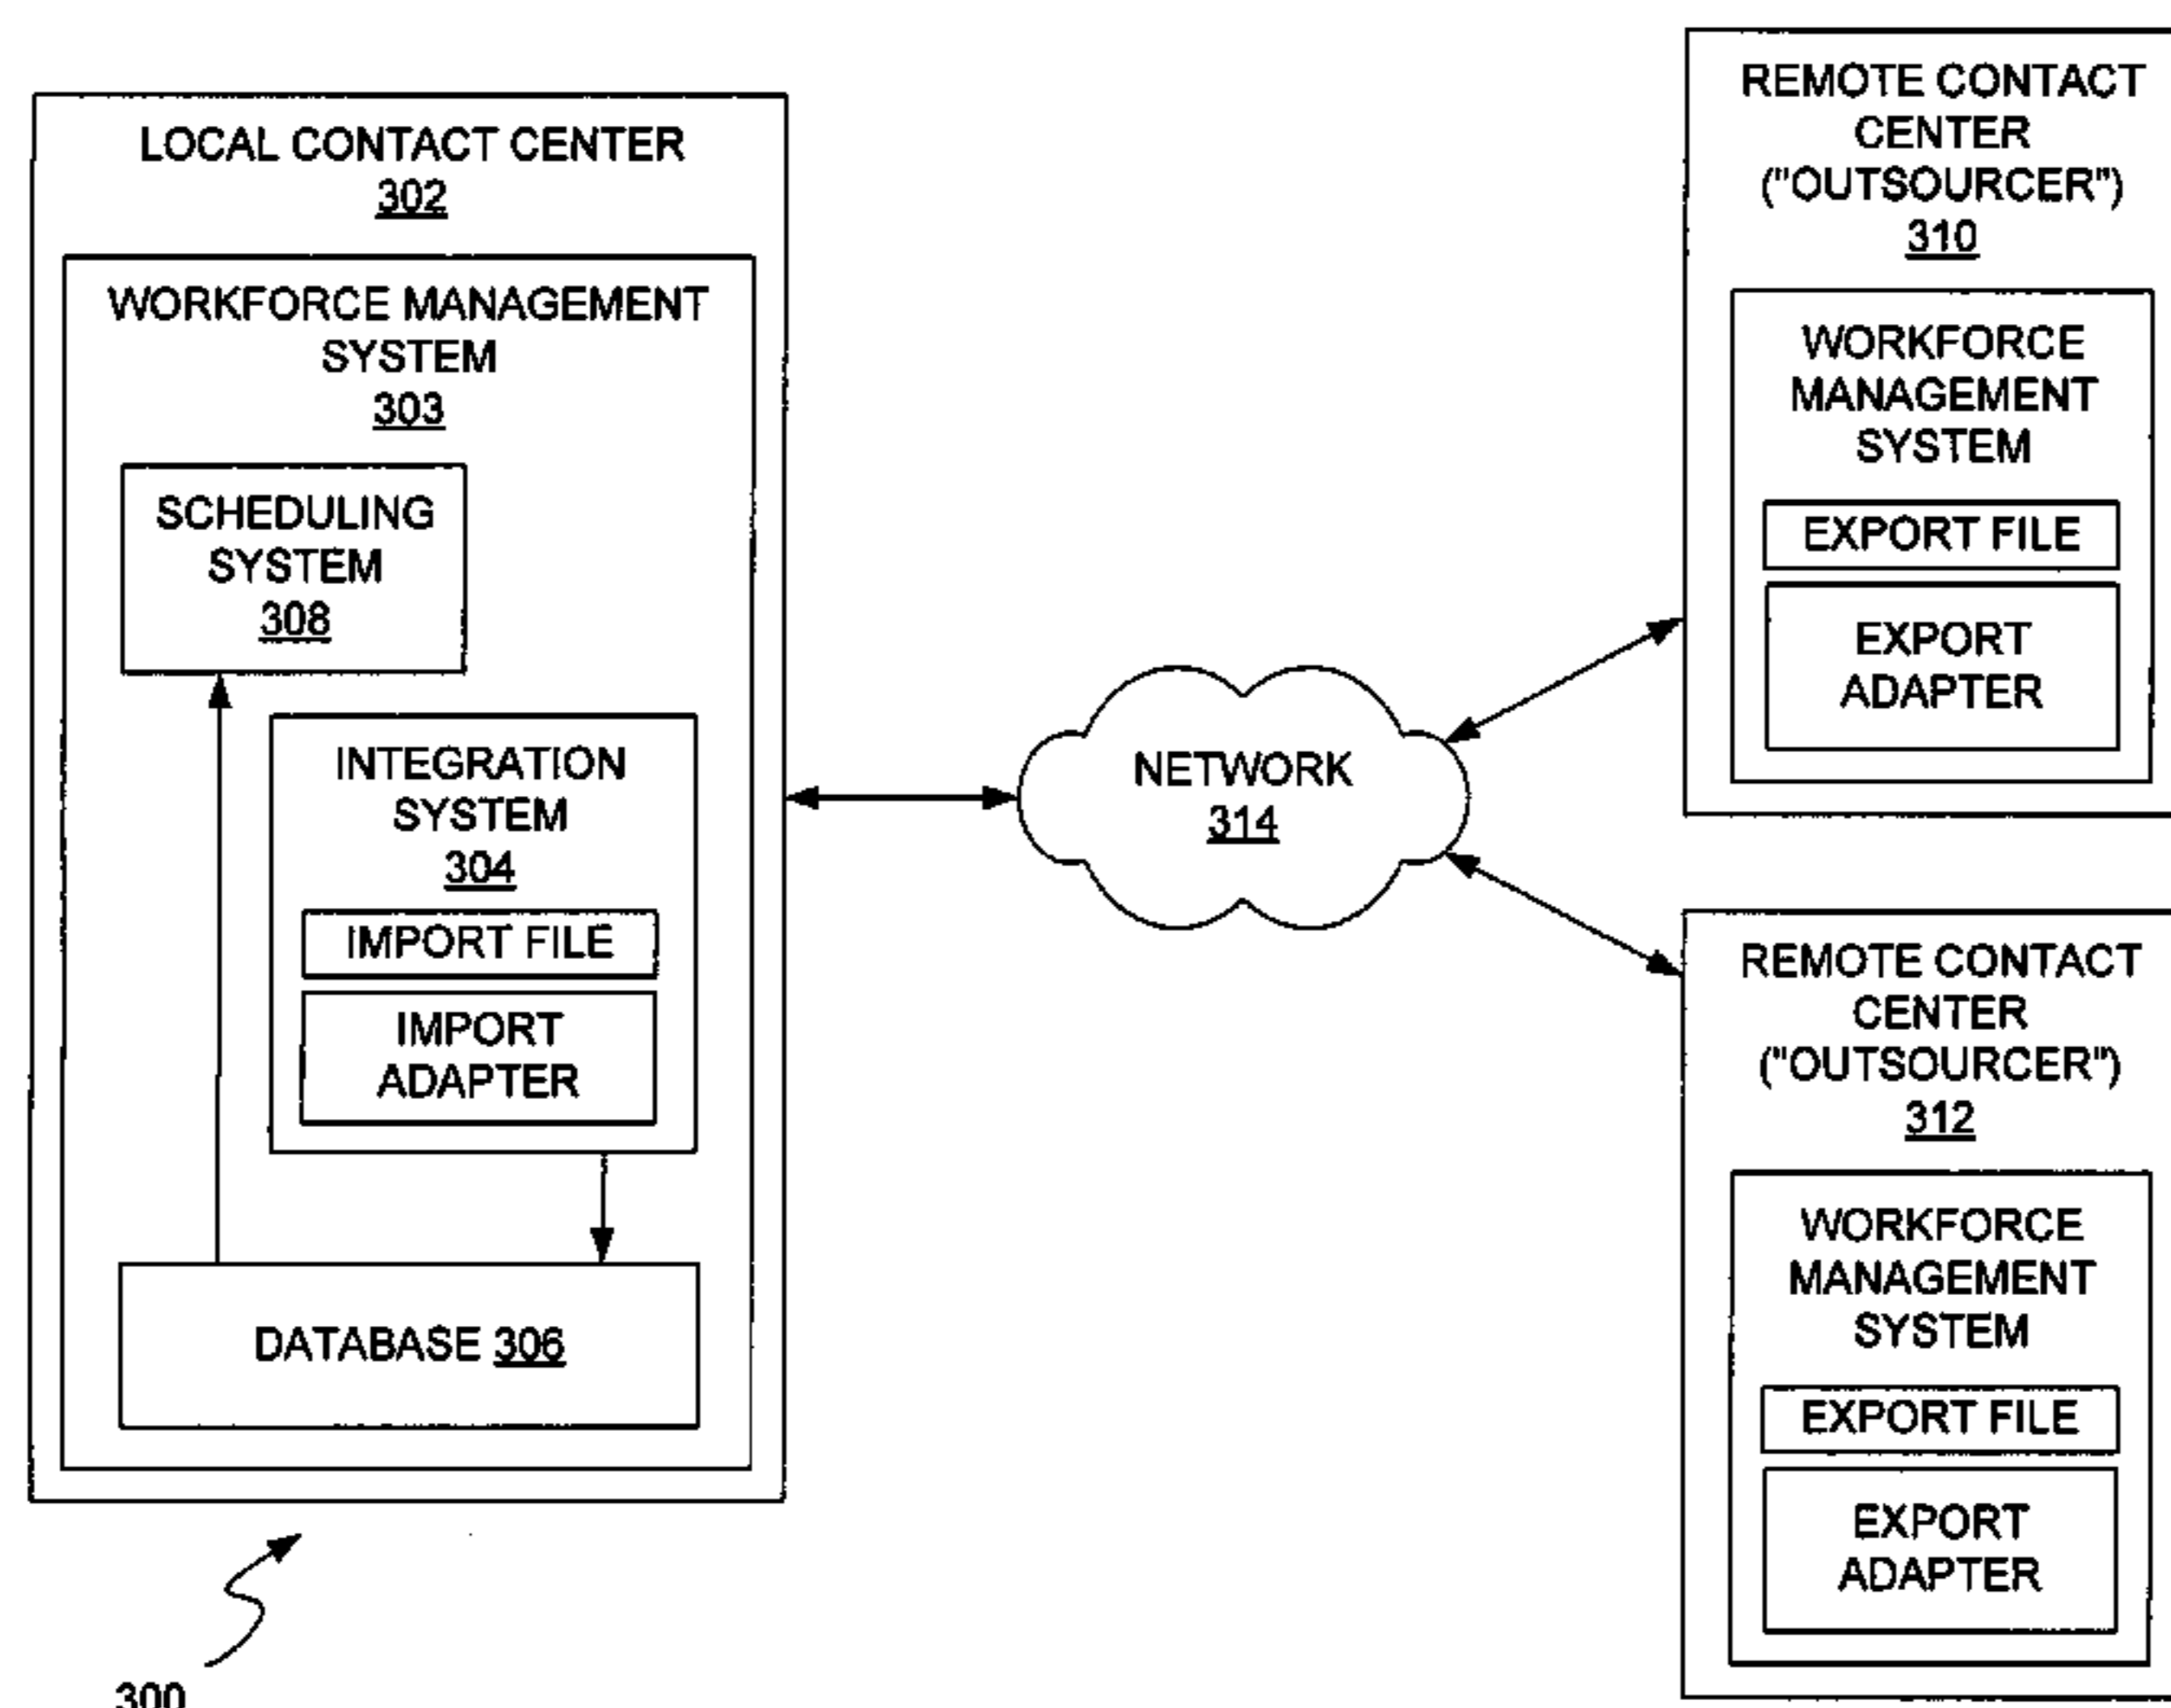 LOCAL CONTACT CENTER
302
WORKFORCE MANAGEMENT
SYSTEM
303
SCHEDULING
SYSTEM
308
INTEGRATION
SYSTEM
304
IMPORT FILE
IMPORT
ADAPTER
DATABASE 306
300
NETWORK
314
REMOTE CONTACT
CENTER
("OUTSOURCER")
310
WORKFORCE
MANAGEMENT
SYSTEM
EXPORT FILE
EXPORT
ADAPTER
REMOTE CONTACT
CENTER
("OUTSOURCER")
312
WORKFORCE
MANAGEMENT
SYSTEM
EXPORT FILE
EXPORT
ADAPTER